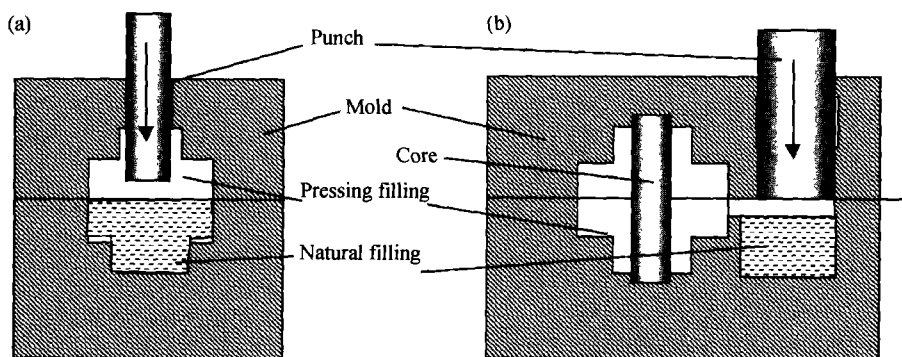 (a)
Punch
(b)
Mold
Core
Pressing filling
Natural filling